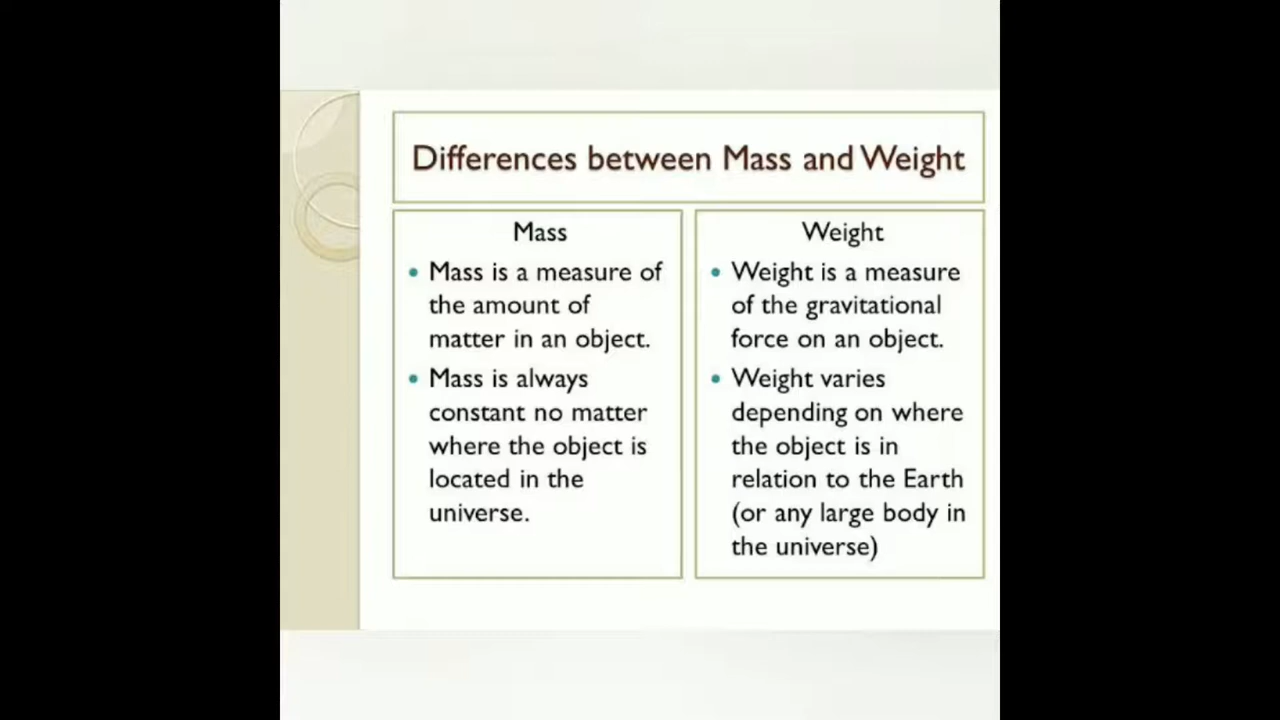 Differences between Mass and Weight
Mass
• Mass is a measure of
the amount of
matter in an object.
• Mass is always
constant no matter
where the object is
located in the
universe.
Weight
• Weight is a measure
of the gravitational
force on an object.
• Weight varies
depending on where
the object is in
relation to the Earth
(or any large body in
the universe)